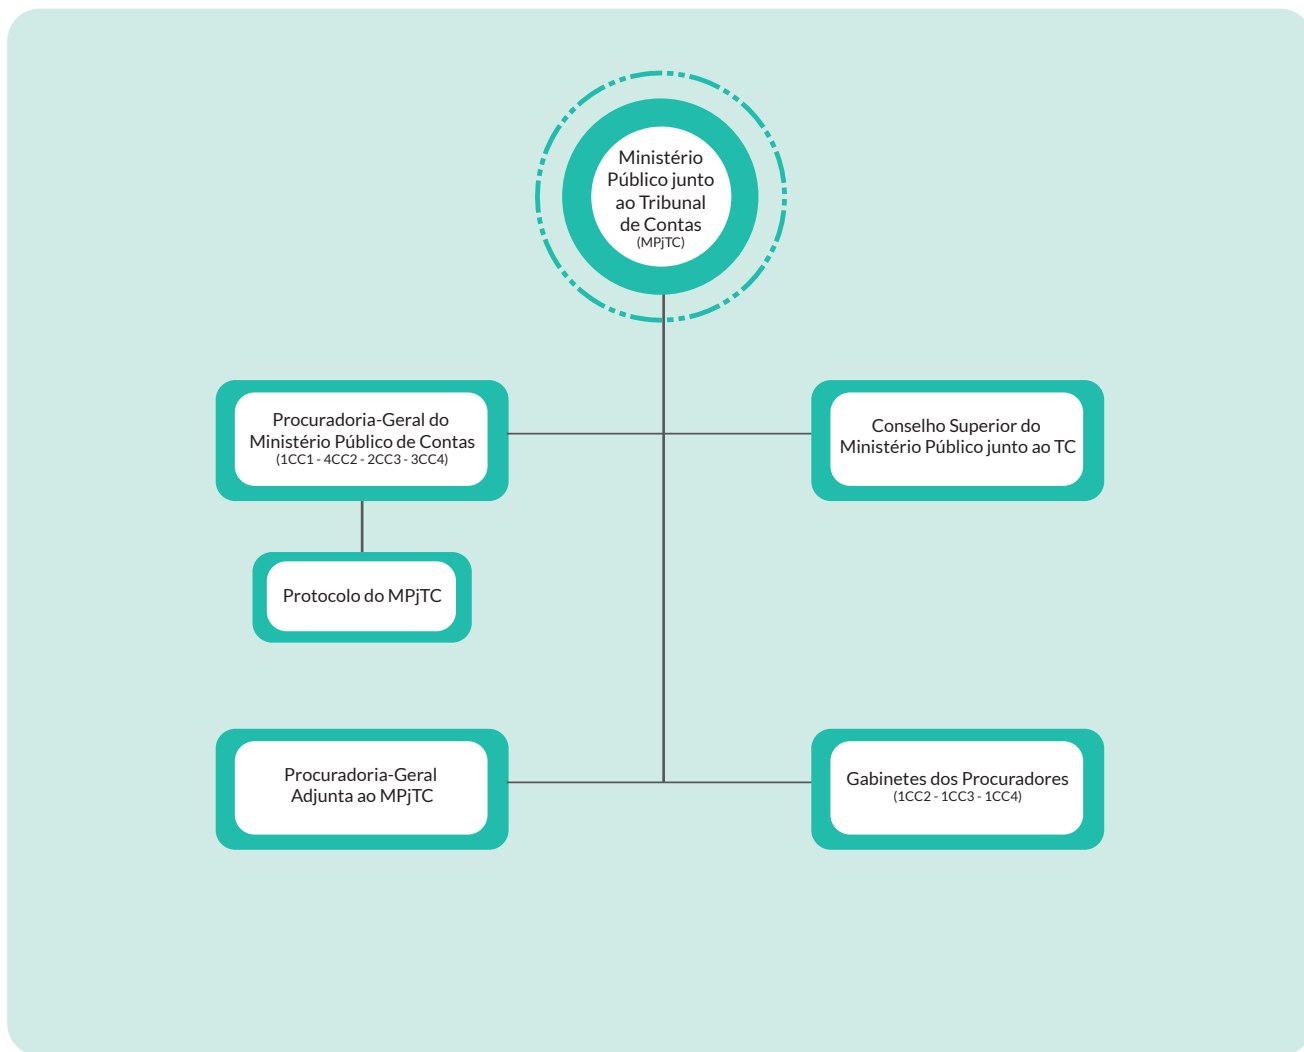 Ministério
Público junto
ao Tribunal
de Contas
(MPjTC)
Procuradoria-Geral do
Ministério Público de Contas
(1CC1 - 4CC2 - 2CC3 - 3CC4)
Conselho Superior do
Ministério Público junto ao TC
Protocolo do MPjTC
Procuradoria-Geral
Adjunta ao MPjTC
Gabinetes dos Procuradores
(1CC2 - 1CC3 - 1CC4)